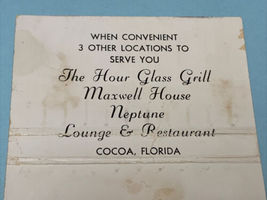 WHEN CONVENIENT
3 OTHER LOCATIONS TO
SERVE YOU
The Hour Glass Grill
Maxwell House
Neptune
Lounge & Restaurant
COCOA, FLORIDA